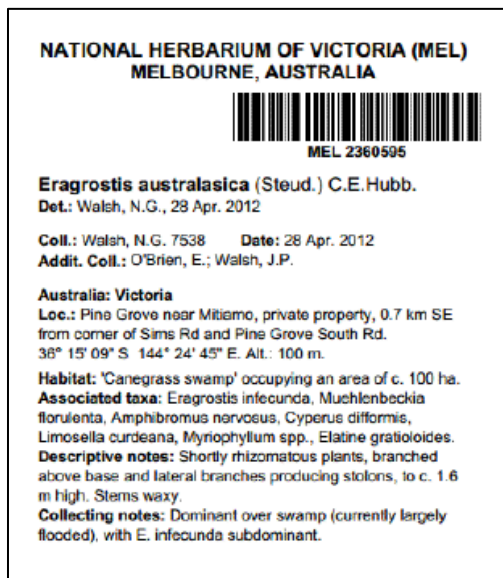 NATIONAL HERBARIUM OF VICTORIA (MEL)
MELBOURNE, AUSTRALIA
MEL 2360595
Eragrostis australasica (Steud.) C.E.Hubb.
Det.: Walsh, N.G., 28 Apr. 2012
Coll.: Walsh, N.G. 7538 Date: 28 Apr. 2012
Addit. Coll.: O'Brien, E.; Walsh, J.P.
Australia: Victoria
Loc.: Pine Grove near Mitiamo, private property, 0.7 km SE
from corner of Sims Rd and Pine Grove South Rd.
36° 15' 09" S 144° 24' 45" E. Alt.: 100 m.
Habitat: 'Canegrass swamp' occupying an area of c. 100 ha.
Associated taxa: Eragrostis infecunda, Muehlenbeckia
florulenta, Amphibromus nervosus, Cyperus difformis,
Limosella curdeana, Myriophyllum spp., Elatine gratioloides.
Descriptive notes: Shortly rhizomatous plants, branched
above base and lateral branches producing stolons, to c. 1.6
m high. Stems waxy.
Collecting notes: Dominant over swamp (currently largely
flooded), with E. infecunda subdominant.